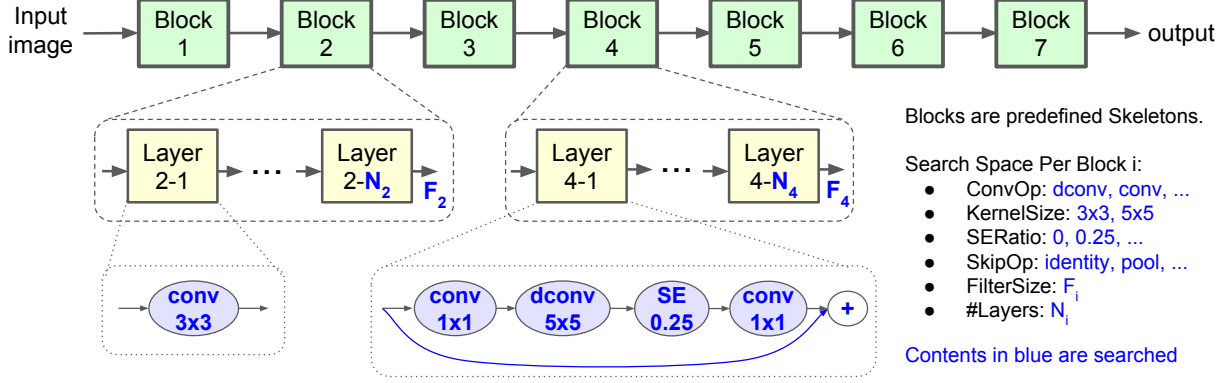 Input image
Block 1
Block 2
Block 3
Block 4
Block 5
Block 6
Block 7
output
Layer 2-1
...
Layer 2-N2
F2
Layer 4-1
...
Layer 4-N4
F4
conv 3x3
conv 1x1
dconv 5x5
SE 0.25
conv 1x1
+
Blocks are predefined Skeletons.
Search Space Per Block i:
● ConvOp: dconv, conv, ...
● KernelSize: 3x3, 5x5
● SERatio: 0, 0.25, ...
● SkipOp: identity, pool, ...
● FilterSize: Fi
● #Layers: Ni
Contents in blue are searched